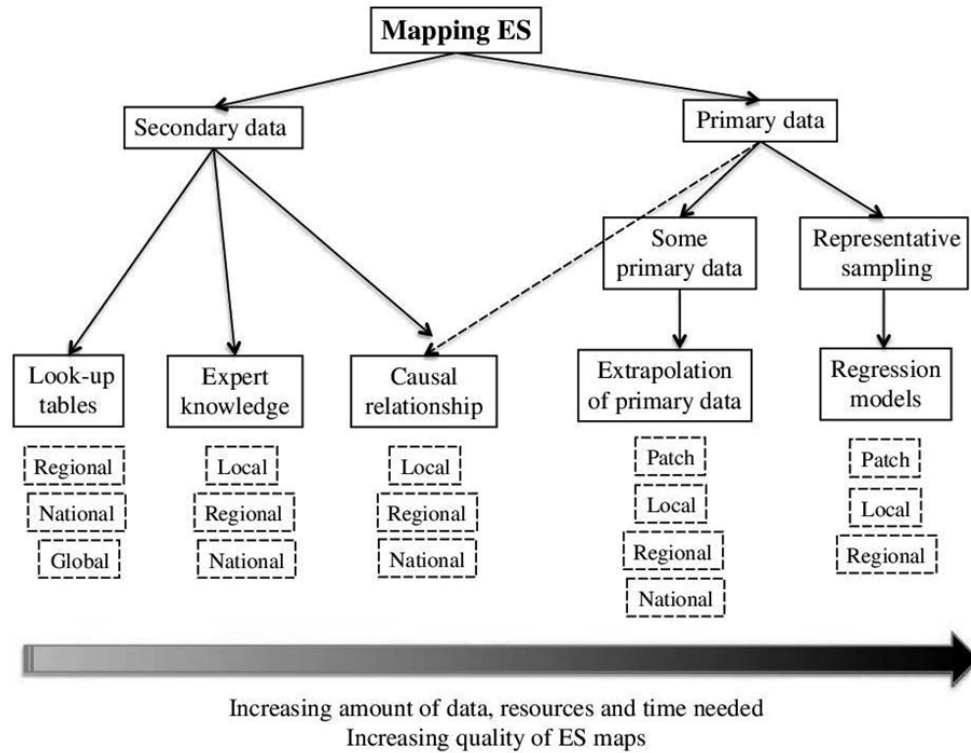 Mapping ES
Secondary data
Primary data
Some
primary data
Representative
sampling
Look-up
tables
Expert
knowledge
Causal
relationship
Extrapolation
of primary data
Regression
models
Regional
National
Global
Local
Regional
National
Local
Regional
National
Patch
Local
Regional
National
Patch
Local
Regional
Increasing amount of data, resources and time needed
Increasing quality of ES maps